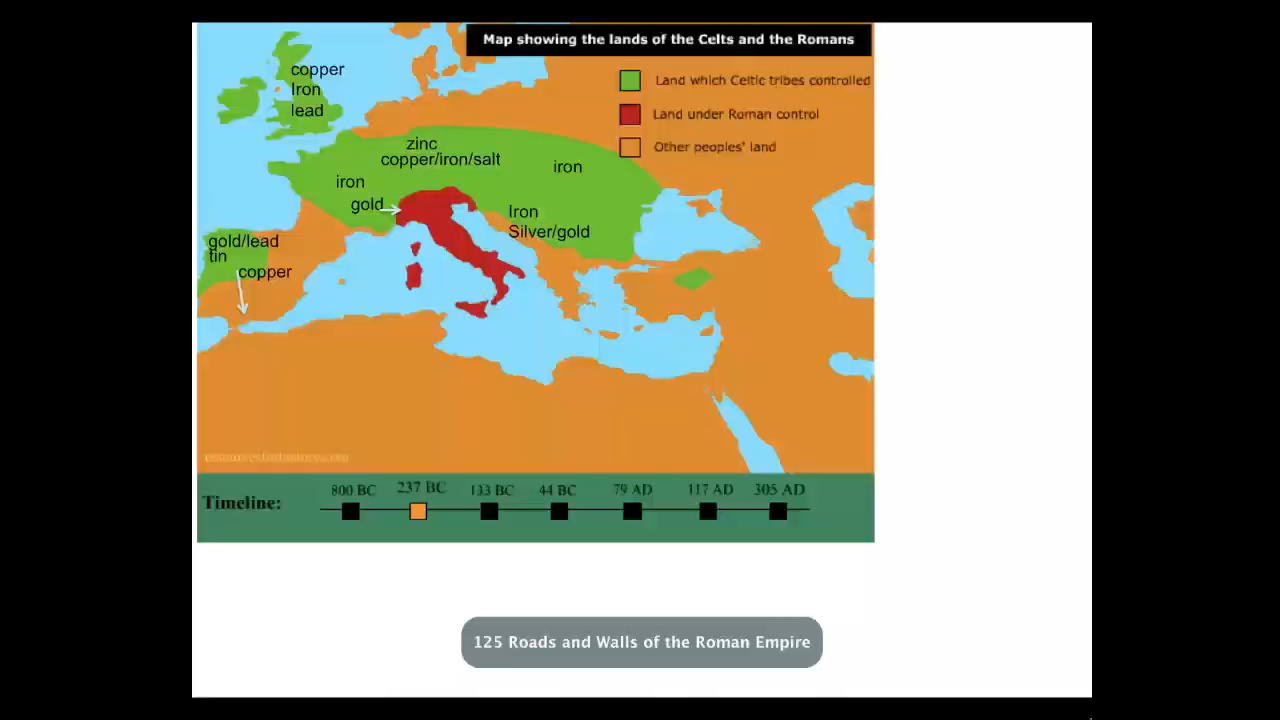 Map showing the lands of the Celts and the Romans
Land which Celtic tribes controlled
Land under Roman control
Other peoples' land
copper
Iron
lead
zinc
copper/iron/salt
iron
iron
gold
Iron
Silver/gold
gold/lead
tin
copper
Timeline:
800 BC 237 BC 133 BC 44 BC 79 AD 117 AD 305 AD
125 Roads and Walls of the Roman Empire